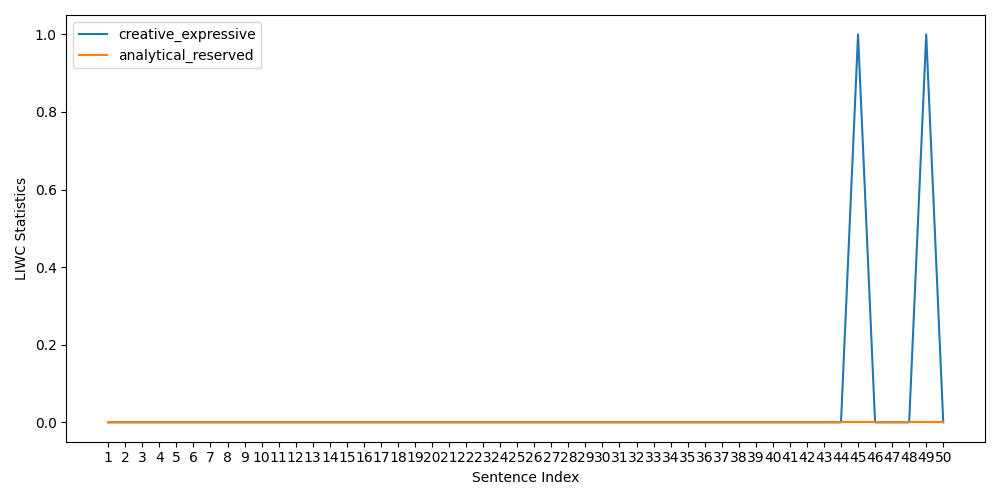 creative_expressive
analytical_reserved
1.0
0.8
0.6
0.4
0.2
0.0
LIWC Statistics
1 2 3 4 5 6 7 8 9 10 11 12 13 14 15 16 17 18 19 20 21 22 23 24 25 26 27 28 29 30 31 32 33 34 35 36 37 38 39 40 41 42 43 44 45 46 47 48 49 50
Sentence Index